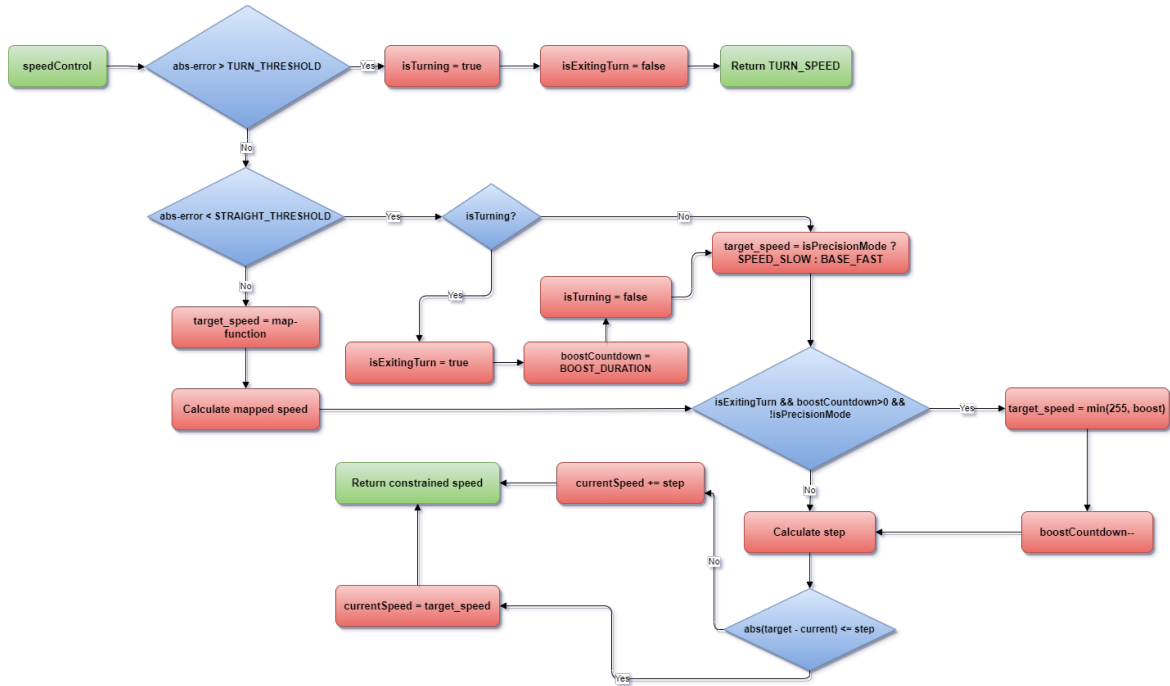 speedControl
abs-error > TURN_THRESHOLD
Yes
isTurning = true
isExitingTurn = false
Return TURN_SPEED
No
abs-error < STRAIGHT_THRESHOLD
Yes
isTurning?
No
target_speed = isPrecisionMode ?
SPEED_SLOW : BASE_FAST
No
Yes
isTurning = false
target_speed = map-
function
isExitingTurn = true
boostCountdown =
BOOST_DURATION
Calculate mapped speed
isExitingTurn && boostCountdown>0 &&
!isPrecisionMode
Yes
target_speed = min(255, boost)
Return constrained speed
currentSpeed += step
No
Calculate step
boostCountdown--
No
currentSpeed = target_speed
abs(target - current) <= step
Yes